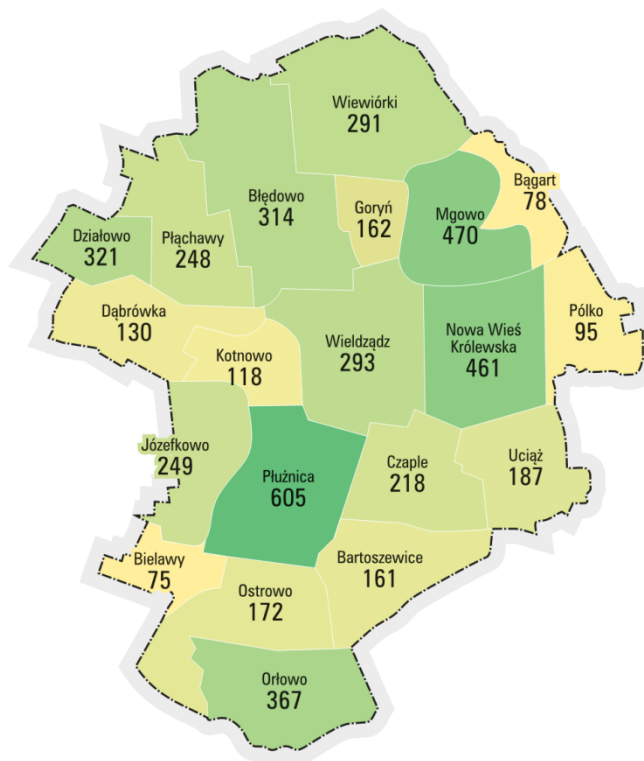 Wiewiórki
291
Bągart
78
Błędowo
314
Goryń
162
Mgowo
470
Działowo
321
Płąchawy
248
Dąbrówka
130
Kotnowo
118
Wieldządz
293
Nowa Wieś
Królewska
461
Pólko
95
Józefkowo
249
Płużnica
605
Czaple
218
Uciąż
187
Bielawy
75
Ostrowo
172
Bartoszewice
161
Orłowo
367